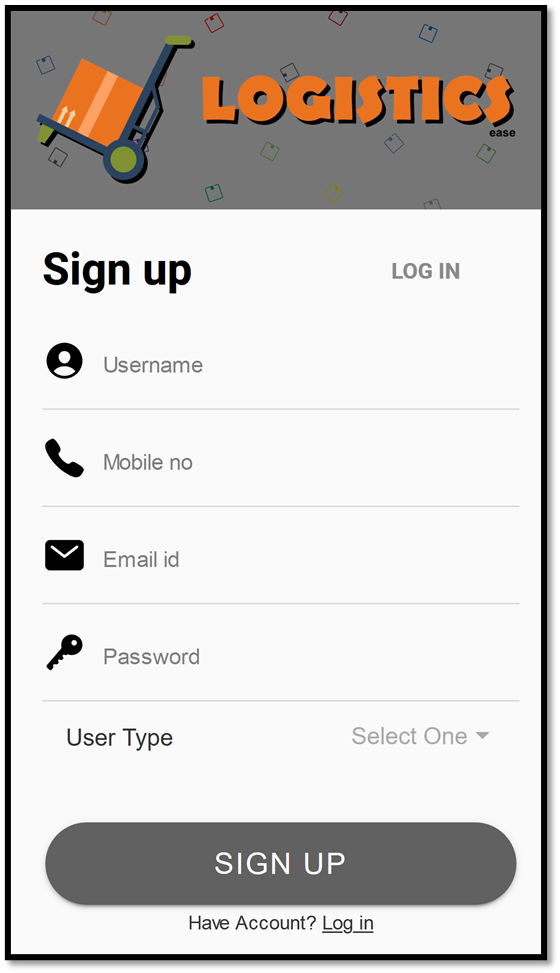 LOGISTICS
ease
Sign up
LOG IN
Username
Mobile no
Email id
Password
User Type
Select One
SIGN UP
Have Account? Log in